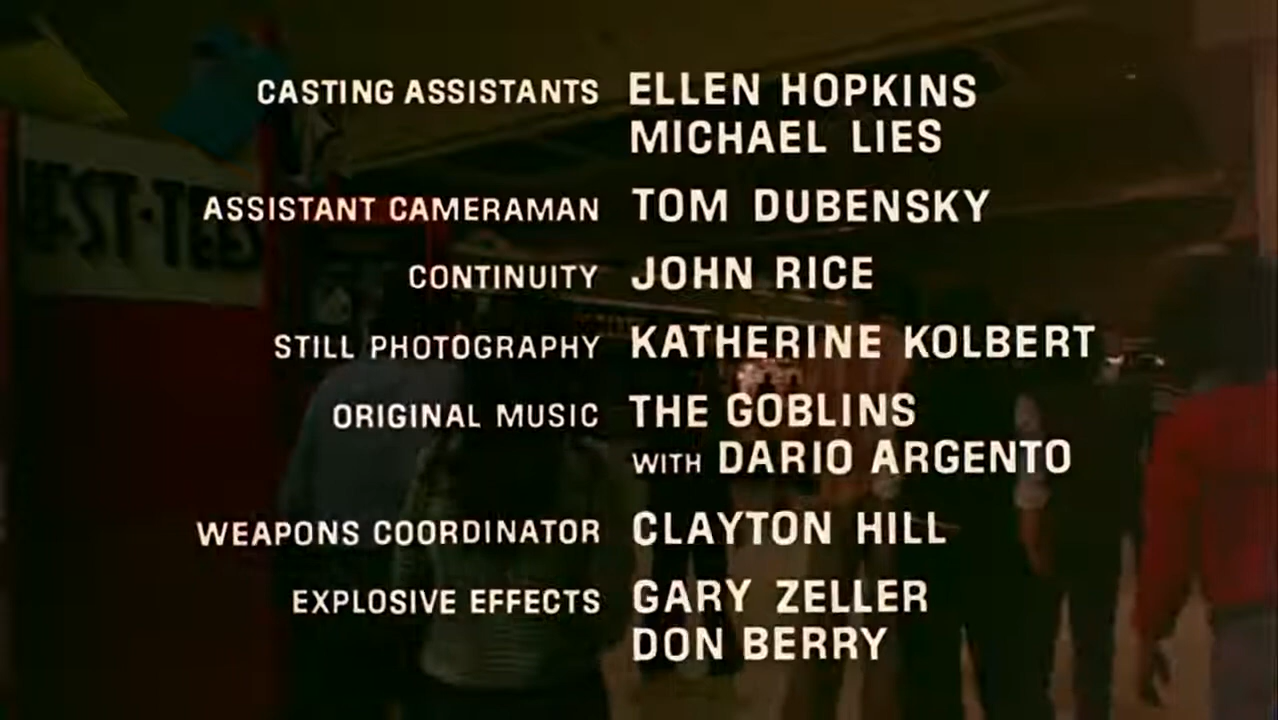 CASTING ASSISTANTS ELLEN HOPKINS
MICHAEL LIES
ASSISTANT CAMERAMAN TOM DUBENSKY
CONTINUITY JOHN RICE
STILL PHOTOGRAPHY KATHERINE KOLBERT
ORIGINAL MUSIC THE GOBLINS
WITH DARIO ARGENTO
WEAPONS COORDINATOR CLAYTON HILL
EXPLOSIVE EFFECTS GARY ZELLER
DON BERRY